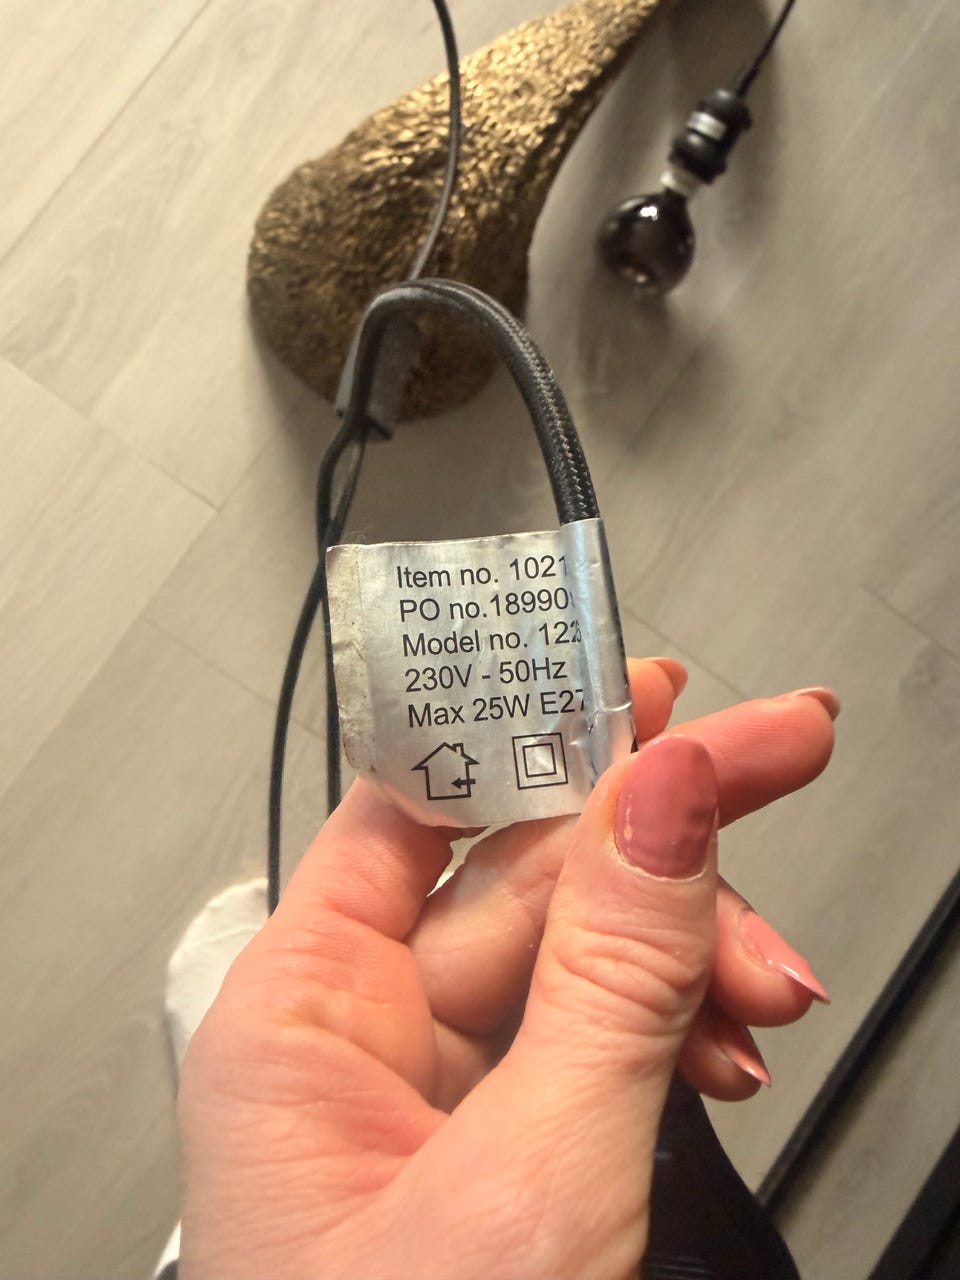 Item no. 1021
PO no.18990
Model no. 122
230V - 50Hz
Max 25W E27